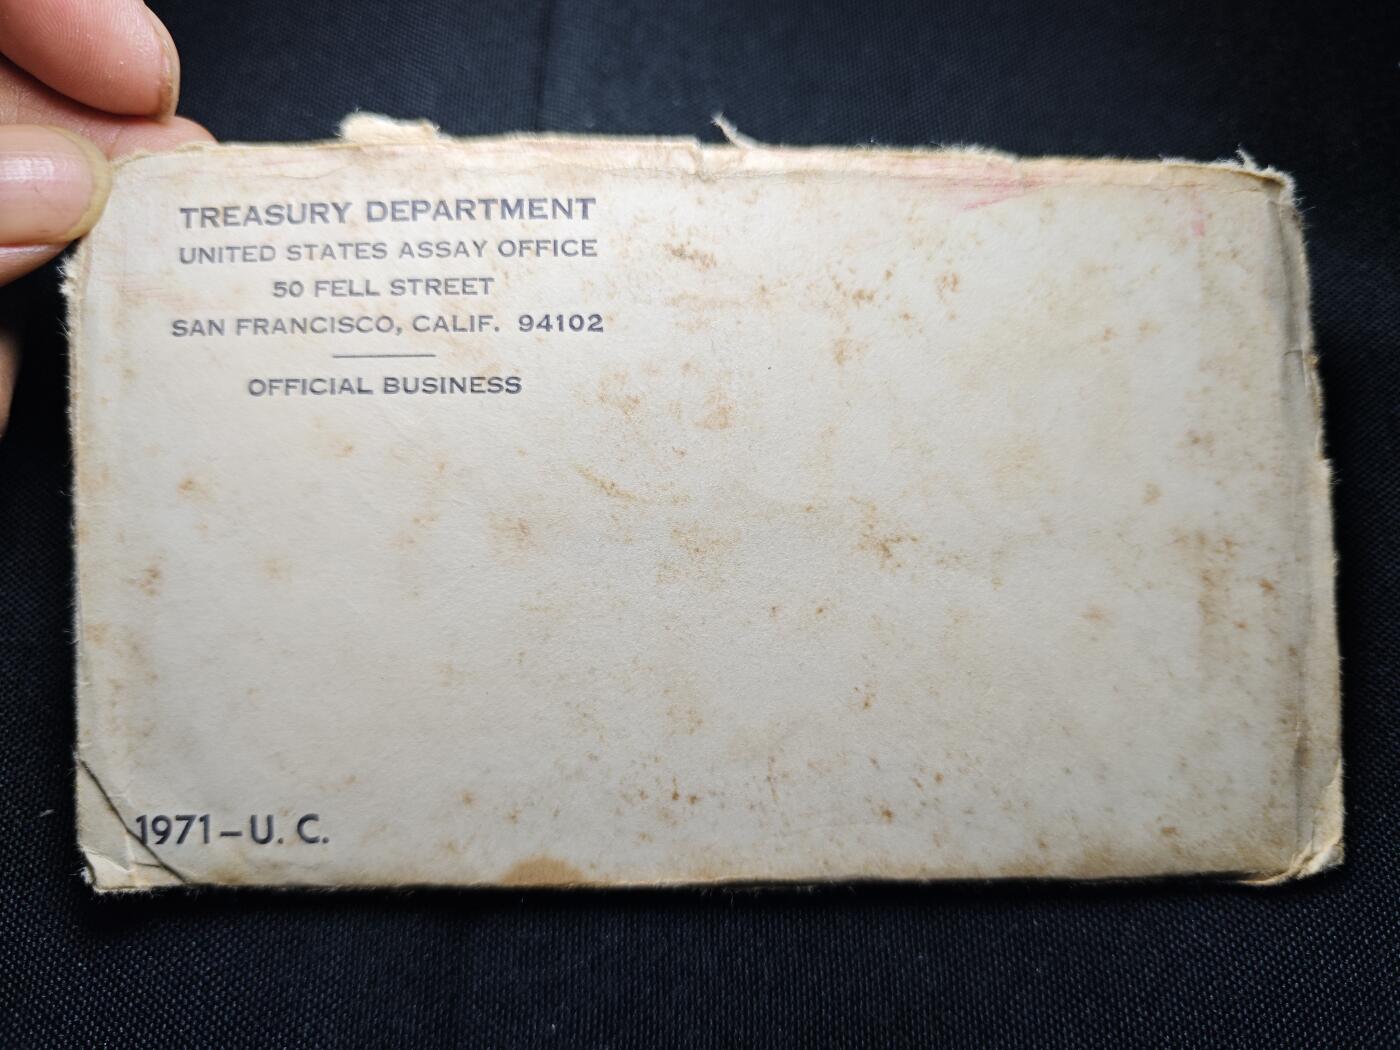 TREASURY DEPARTMENT
UNITED STATES ASSAY OFFICE
50 FELL STREET
SAN FRANCISCO, CALIF. 94102
OFFICIAL BUSINESS
1971–U. C.